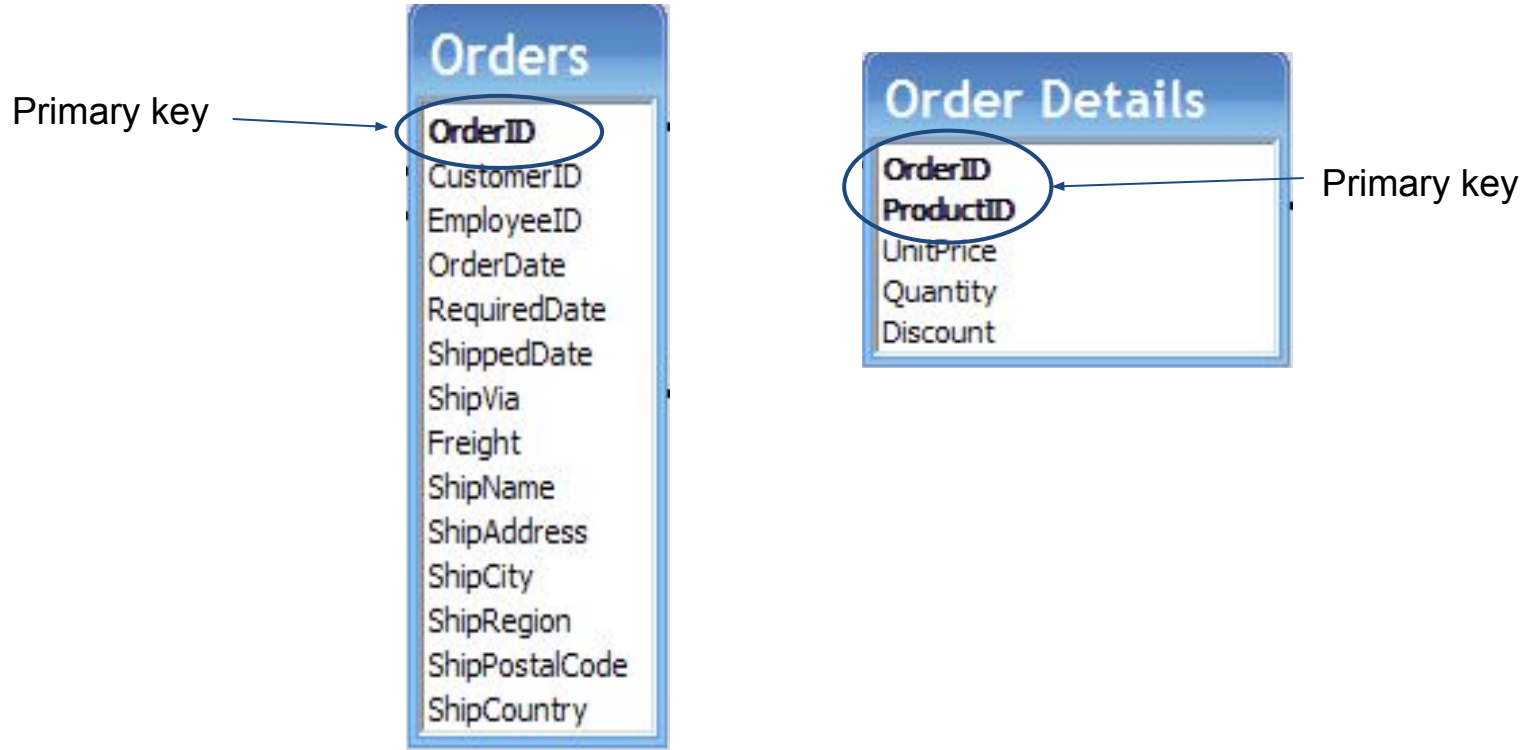 Primary key
Orders
OrderID
CustomerID
EmployeeID
OrderDate
RequiredDate
ShippedDate
ShipVia
Freight
ShipName
ShipAddress
ShipCity
ShipRegion
ShipPostalCode
ShipCountry
Order Details
OrderID
ProductID
UnitPrice
Quantity
Discount
Primary key